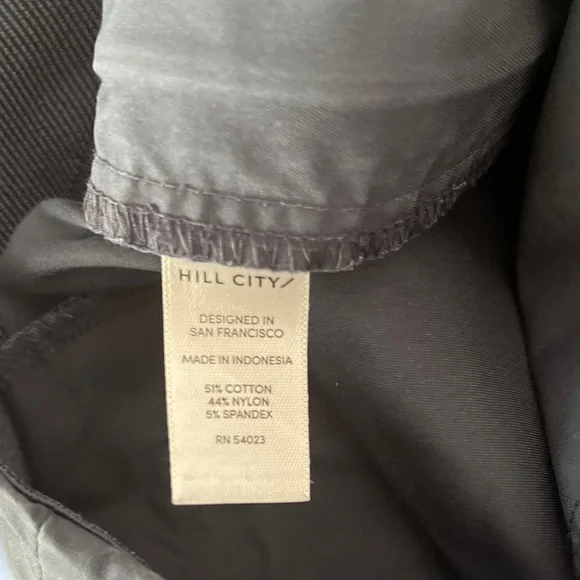 HILL CITY/
DESIGNED IN
SAN FRANCISCO
MADE IN INDONESIA
51% COTTON
44% NYLON
5% SPANDEX
RN 54023